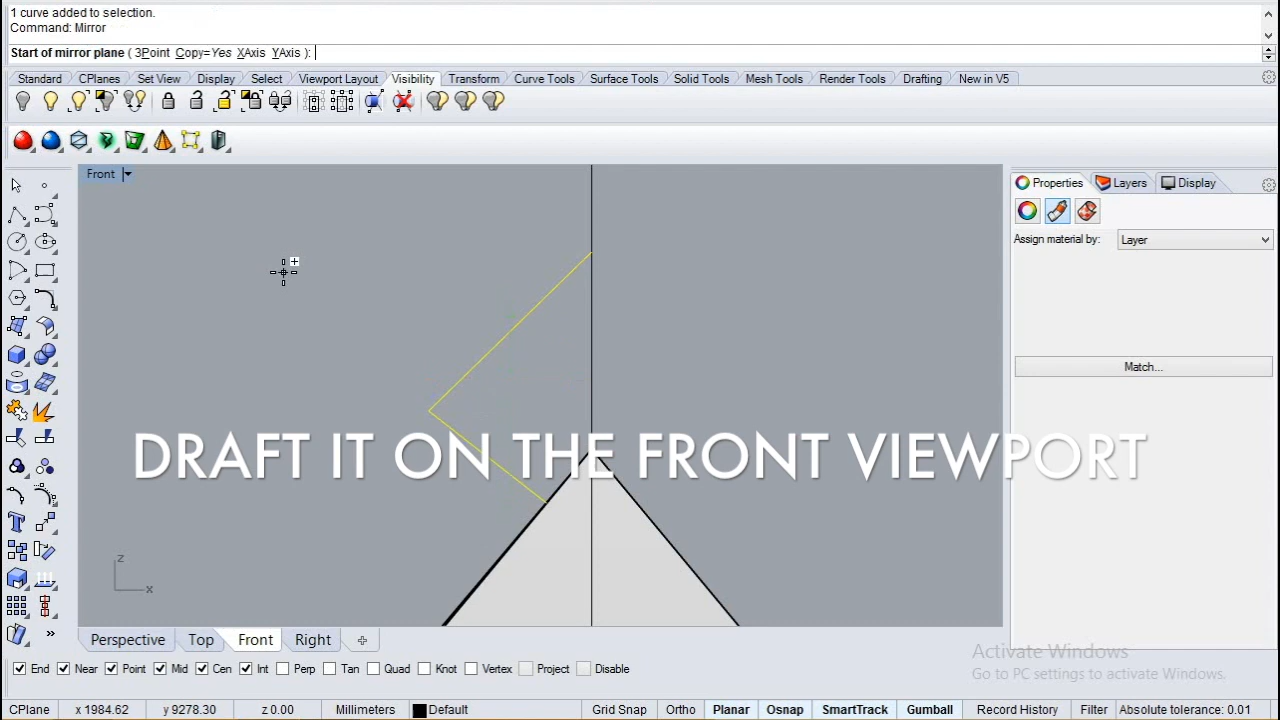 1 curve added to selection.
Command: Mirror
Start of mirror plane ( 3Point Copy=Yes XAxis YAxis ):
Standard CPlanes Set View Display Select Viewport Layout Visibility Transform Curve Tools Surface Tools Solid Tools Mesh Tools Render Tools Drafting New in V5
Front
Properties Layers Display
Assign material by: Layer
Match...
DRAFT IT ON THE FRONT VIEWPORT
z
x
Perspective Top Front Right
Activate Windows
Go to PC settings to activate Windows.
End Near Point Mid Cen Int Perp Tan Quad Knot Vertex Project Disable
CPlane x 1984.62 y 9278.30 z 0.00 Millimeters Default Grid Snap Ortho Planar Osnap SmartTrack Gumball Record History Filter Absolute tolerance: 0.01